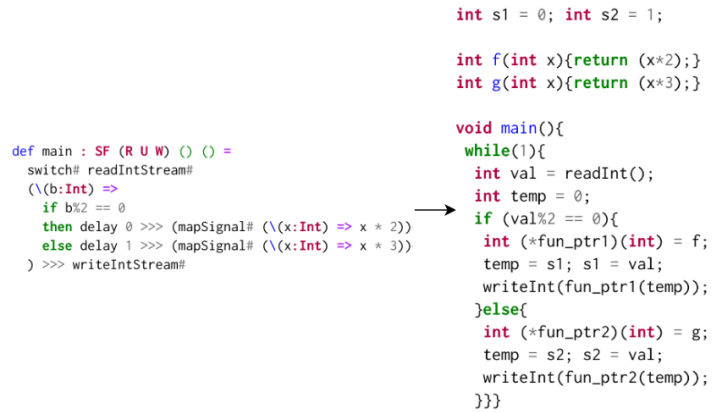 def main : SF (R U W) () () =
switch# readIntStream#
(\(b:Int) =>
if b%2 == 0
then delay 0 >>> (mapSignal# (\(x:Int) => x * 2))
else delay 1 >>> (mapSignal# (\(x:Int) => x * 3))
) >>> writeIntStream#
int s1 = 0; int s2 = 1;
int f(int x){return (x*2);}
int g(int x){return (x*3);}
void main(){
while(1){
int val = readInt();
int temp = 0;
if (val%2 == 0){
int (*fun_ptr1)(int) = f;
temp = s1; s1 = val;
writeInt(fun_ptr1(temp));
}else{
int (*fun_ptr2)(int) = g;
temp = s2; s2 = val;
writeInt(fun_ptr2(temp));
}}}